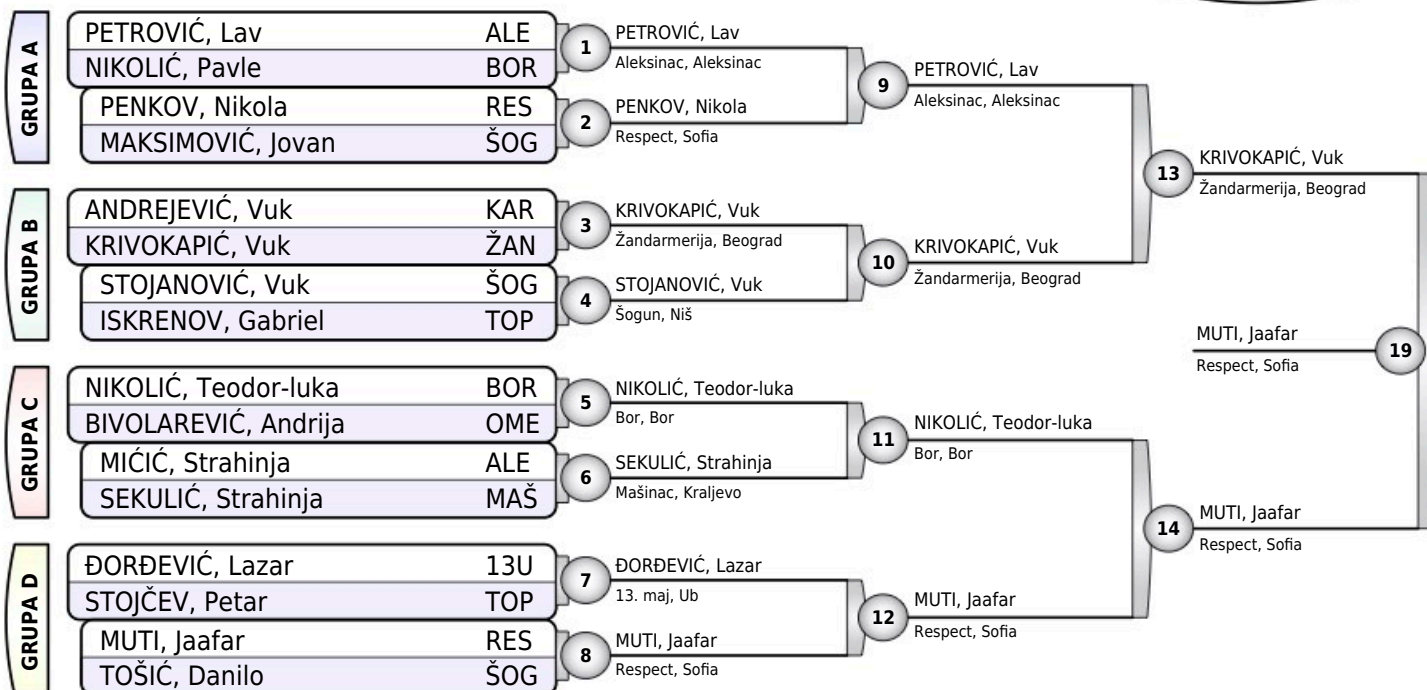 GRUPA A
PETROVIĆ, Lav ALE
NIKOLIĆ, Pavle BOR
PENKOV, Nikola RES
MAKSIMOVIĆ, Jovan ŠOG
GRUPA B
ANDREJEVIĆ, Vuk KAR
KRIVOKAPIĆ, Vuk ŽAN
STOJANOVIĆ, Vuk ŠOG
ISKRENOV, Gabriel TOP
GRUPA C
NIKOLIĆ, Teodor-luka BOR
BIVOLAREVIĆ, Andrija OME
MIĆIĆ, Strahinja ALE
SEKULIĆ, Strahinja MAŠ
GRUPA D
ĐORĐEVIĆ, Lazar 13U
STOJČEV, Petar TOP
MUTI, Jaafar RES
TOŠIĆ, Danilo ŠOG
1 PETROVIĆ, Lav
Aleksinac, Aleksinac
2 PENKOV, Nikola
Respect, Sofia
3 KRIVOKAPIĆ, Vuk
Žandarmerija, Beograd
4 STOJANOVIĆ, Vuk
Šogun, Niš
5 NIKOLIĆ, Teodor-luka
Bor, Bor
6 SEKULIĆ, Strahinja
Mašinac, Kraljevo
7 ĐORĐEVIĆ, Lazar
13. maj, Ub
8 MUTI, Jaafar
Respect, Sofia
9 PETROVIĆ, Lav
Aleksinac, Aleksinac
10 KRIVOKAPIĆ, Vuk
Žandarmerija, Beograd
11 NIKOLIĆ, Teodor-luka
Bor, Bor
12 MUTI, Jaafar
Respect, Sofia
13 KRIVOKAPIĆ, Vuk
Žandarmerija, Beograd
14 MUTI, Jaafar
Respect, Sofia
MUTI, Jaafar 19
Respect, Sofia